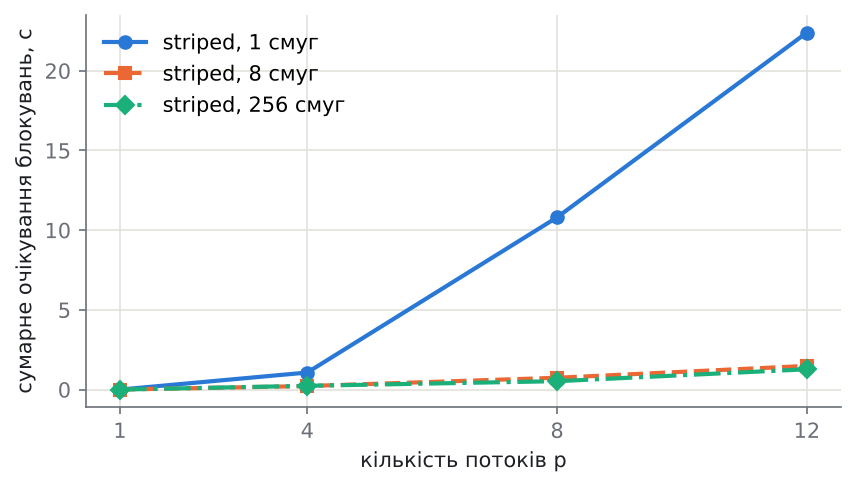 striped, 1 смуг
striped, 8 смуг
striped, 256 смуг
сумарне очікування блокувань, с
20
15
10
5
0
1
4
8
12
кількість потоків p